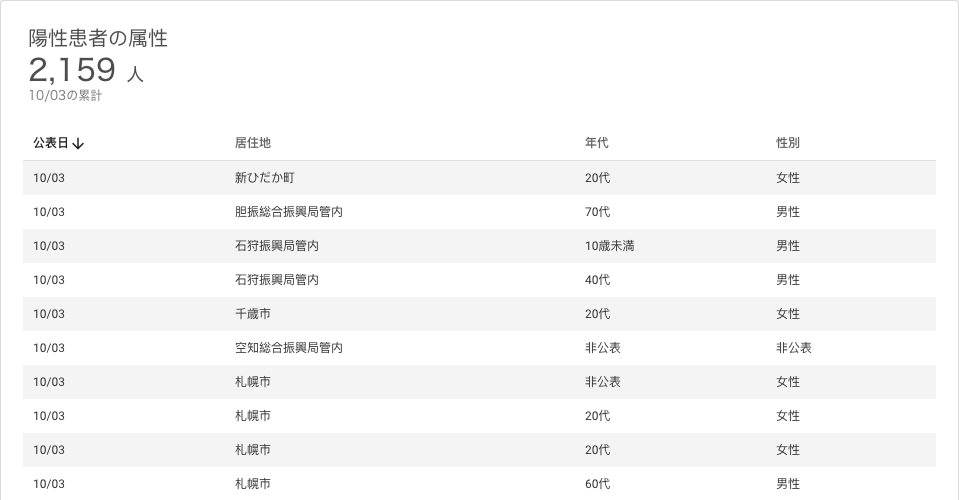 陽性患者の属性
2,159 人
10/03の累計
公表日 居住地 年代 性別
10/03 新ひだか町 20代 女性
10/03 胆振総合振興局管内 70代 男性
10/03 石狩振興局管内 10歳未満 男性
10/03 石狩振興局管内 40代 男性
10/03 千歳市 20代 女性
10/03 空知総合振興局管内 非公表 非公表
10/03 札幌市 非公表 女性
10/03 札幌市 20代 女性
10/03 札幌市 20代 女性
10/03 札幌市 60代 男性